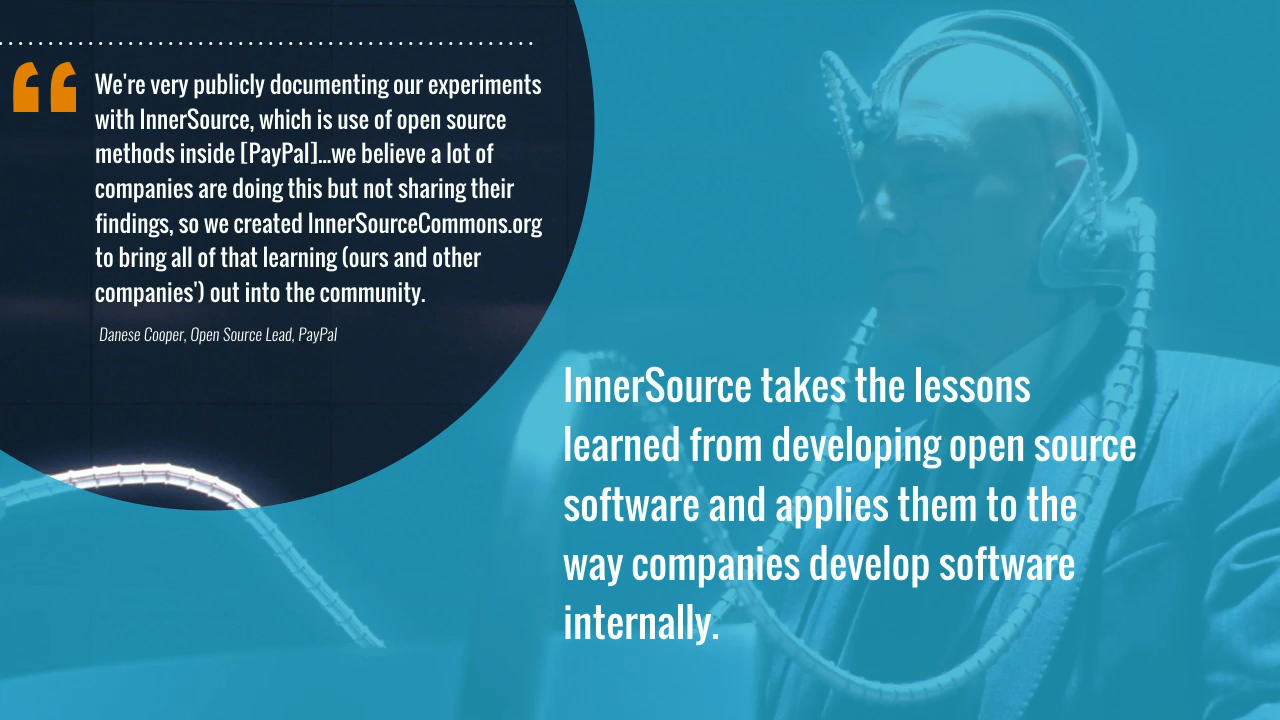 We're very publicly documenting our experiments
with InnerSource, which is use of open source
methods inside [PayPal]...we believe a lot of
companies are doing this but not sharing their
findings, so we created InnerSourceCommons.org
to bring all of that learning (ours and other
companies') out into the community.
Danese Cooper, Open Source Lead, PayPal
InnerSource takes the lessons
learned from developing open source
software and applies them to the
way companies develop software
internally.